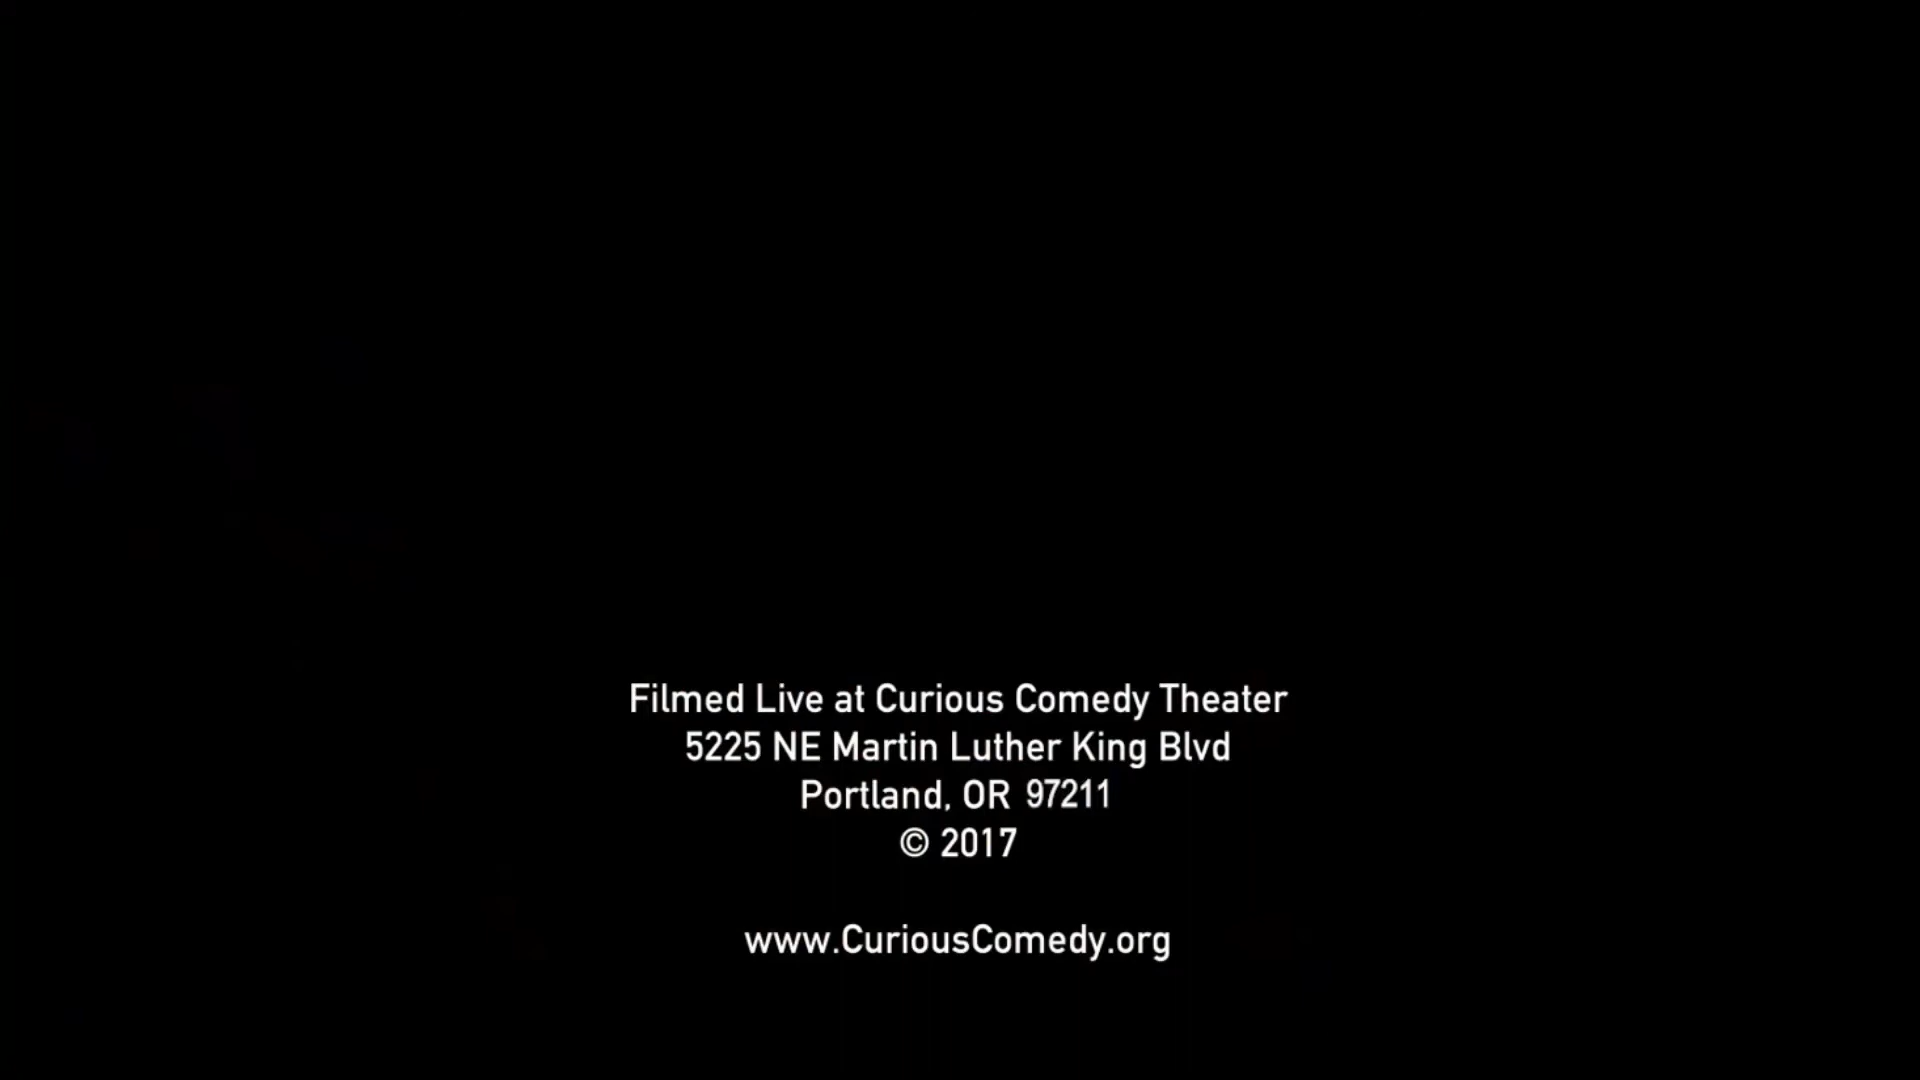 Filmed Live at Curious Comedy Theater
5225 NE Martin Luther King Blvd
Portland, OR 97211
© 2017
www.CuriousComedy.org